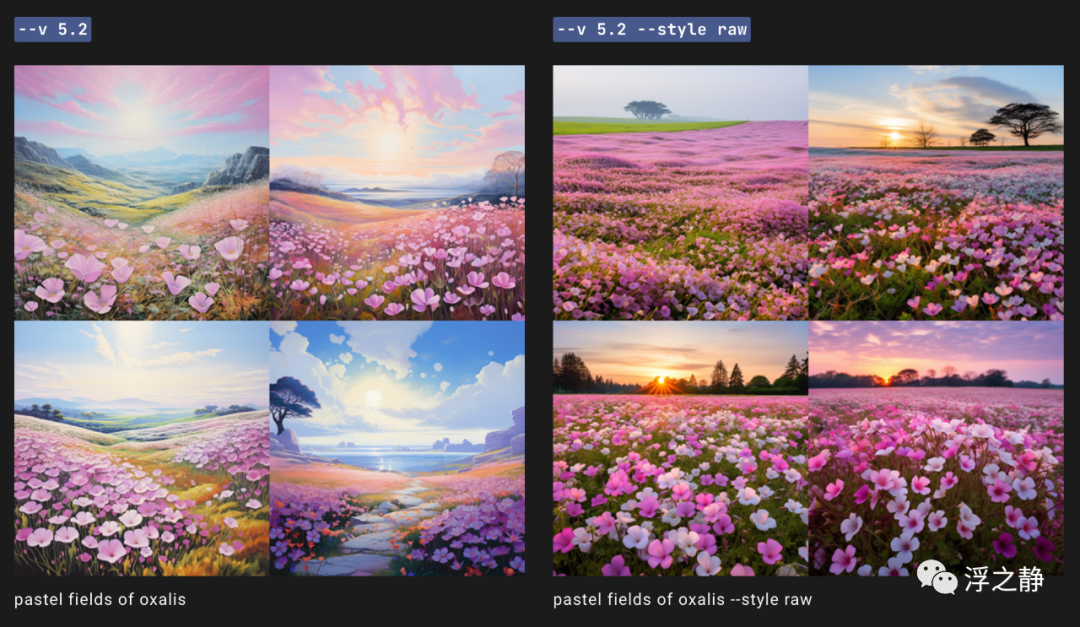 --v 5.2
--v 5.2 --style raw
pastel fields of oxalis
pastel fields of oxalis --style raw
浮之静